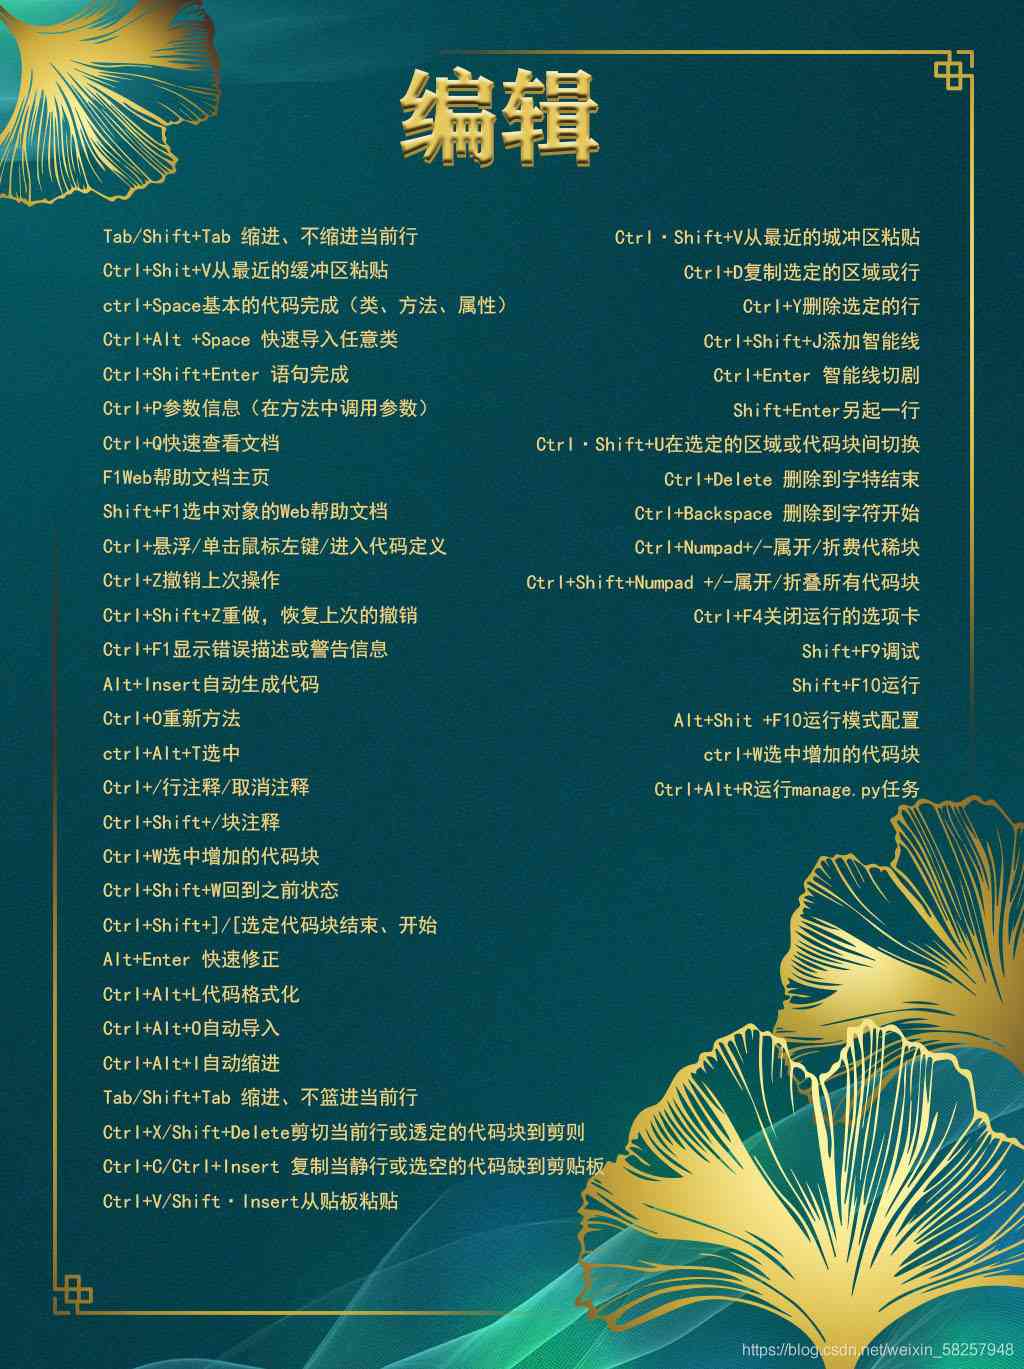 编辑
Tab/Shift+Tab 缩进、不缩进当前行
Ctrl+Shit+V从最近的缓冲区粘贴
ctrl+Space基本的代码完成（类、方法、属性）
Ctrl+Alt +Space 快速导入任意类
Ctrl+Shift+Enter 语句完成
Ctrl+P参数信息（在方法中调用参数）
Ctrl+Q快速查看文档
F1Web帮助文档主页
Shift+F1选中对象的Web帮助文档
Ctrl+悬浮/单击鼠标左键/进入代码定义
Ctrl+Z撤销上次操作
Ctrl+Shift+Z重做，恢复上次的撤销
Ctrl+F1显示错误描述或警告信息
Alt+Insert自动生成代码
Ctrl+O重新方法
ctrl+Alt+T选中
Ctrl+/行注释/取消注释
Ctrl+Shift+/块注释
Ctrl+W选中增加的代码块
Ctrl+Shift+W回到之前状态
Ctrl+Shift+]/[选定代码块结束、开始
Alt+Enter 快速修正
Ctrl+Alt+L代码格式化
Ctrl+Alt+O自动导入
Ctrl+Alt+I自动缩进
Tab/Shift+Tab 缩进、不篮进当前行
Ctrl+X/Shift+Delete剪切当前行或透定的代码块到剪则
Ctrl+C/Ctrl+Insert 复制当静行或选空的代码缺到剪贴板
Ctrl+V/Shift·Insert从贴板粘贴
Ctrl·Shift+V从最近的城冲区粘贴
Ctrl+D复制选定的区域或行
Ctrl+Y删除选定的行
Ctrl+Shift+J添加智能线
Ctrl+Enter 智能线切剧
Shift+Enter另起一行
Ctrl·Shift+U在选定的区域或代码块间切换
Ctrl+Delete 删除到字特结束
Ctrl+Backspace 删除到字符开始
Ctrl+Numpad+/-属开/折费代稀块
Ctrl+Shift+Numpad +/-属开/折叠所有代码块
Ctrl+F4关闭运行的选项卡
Shift+F9调试
Shift+F10运行
Alt+Shit +F10运行模式配置
ctrl+W选中增加的代码块
Ctrl+Alt+R运行manage.py任务
https://blog.csdn.net/weixin_58257948